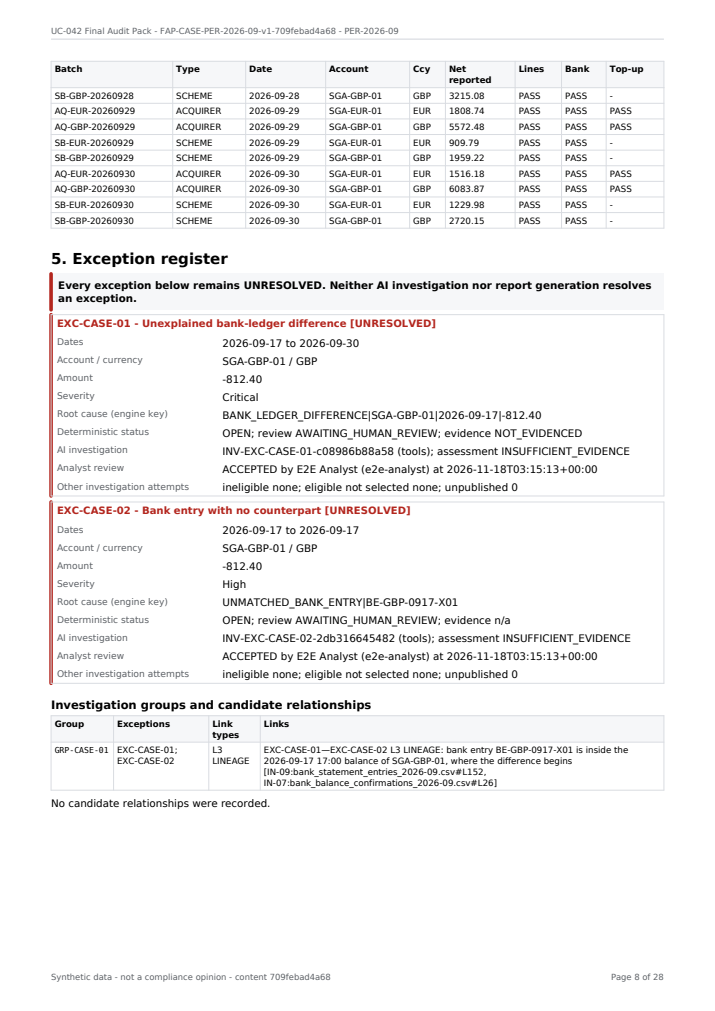 UC-042 Final Audit Pack - FAP-CASE-PER-2026-09-v1-709febad4a68 - PER-2026-09
Batch Type Date Account Ccy Net reported Lines Bank Top-up
SB-GBP-20260928 SCHEME 2026-09-28 SGA-GBP-01 GBP 3215.08 PASS PASS -
AQ-EUR-20260929 ACQUIRER 2026-09-29 SGA-EUR-01 EUR 1808.74 PASS PASS PASS
AQ-GBP-20260929 ACQUIRER 2026-09-29 SGA-GBP-01 GBP 5572.48 PASS PASS PASS
SB-EUR-20260929 SCHEME 2026-09-29 SGA-EUR-01 EUR 909.79 PASS PASS -
SB-GBP-20260929 SCHEME 2026-09-29 SGA-GBP-01 GBP 1959.22 PASS PASS -
AQ-EUR-20260930 ACQUIRER 2026-09-30 SGA-EUR-01 EUR 1516.18 PASS PASS PASS
AQ-GBP-20260930 ACQUIRER 2026-09-30 SGA-GBP-01 GBP 6083.87 PASS PASS PASS
SB-EUR-20260930 SCHEME 2026-09-30 SGA-EUR-01 EUR 1229.98 PASS PASS -
SB-GBP-20260930 SCHEME 2026-09-30 SGA-GBP-01 GBP 2720.15 PASS PASS -
5. Exception register
Every exception below remains UNRESOLVED. Neither AI investigation nor report generation resolves
an exception.
EXC-CASE-01 - Unexplained bank-ledger difference [UNRESOLVED]
Dates 2026-09-17 to 2026-09-30
Account / currency SGA-GBP-01 / GBP
Amount -812.40
Severity Critical
Root cause (engine key) BANK_LEDGER_DIFFERENCE|SGA-GBP-01|2026-09-17|-812.40
Deterministic status OPEN; review AWAITING_HUMAN_REVIEW; evidence NOT_EVIDENCED
AI investigation INV-EXC-CASE-01-c08986b88a58 (tools); assessment INSUFFICIENT_EVIDENCE
Analyst review ACCEPTED by E2E Analyst (e2e-analyst) at 2026-11-18T03:15:13+00:00
Other investigation attempts ineligible none; eligible not selected none; unpublished 0
EXC-CASE-02 - Bank entry with no counterpart [UNRESOLVED]
Dates 2026-09-17 to 2026-09-17
Account / currency SGA-GBP-01 / GBP
Amount -812.40
Severity High
Root cause (engine key) UNMATCHED_BANK_ENTRY|BE-GBP-0917-X01
Deterministic status OPEN; review AWAITING_HUMAN_REVIEW; evidence n/a
AI investigation INV-EXC-CASE-02-2db316645482 (tools); assessment INSUFFICIENT_EVIDENCE
Analyst review ACCEPTED by E2E Analyst (e2e-analyst) at 2026-11-18T03:15:13+00:00
Other investigation attempts ineligible none; eligible not selected none; unpublished 0
Investigation groups and candidate relationships
Group Exceptions Link types Links
GRP-CASE-01 EXC-CASE-01; EXC-CASE-02 L3 LINEAGE EXC-CASE-01—EXC-CASE-02 L3 LINEAGE: bank entry BE-GBP-0917-X01 is inside the
2026-09-17 17:00 balance of SGA-GBP-01, where the difference begins
[IN-09:bank_statement_entries_2026-09.csv#L152,
IN-07:bank_balance_confirmations_2026-09.csv#L26]
No candidate relationships were recorded.
Synthetic data - not a compliance opinion - content 709febad4a68 Page 8 of 28